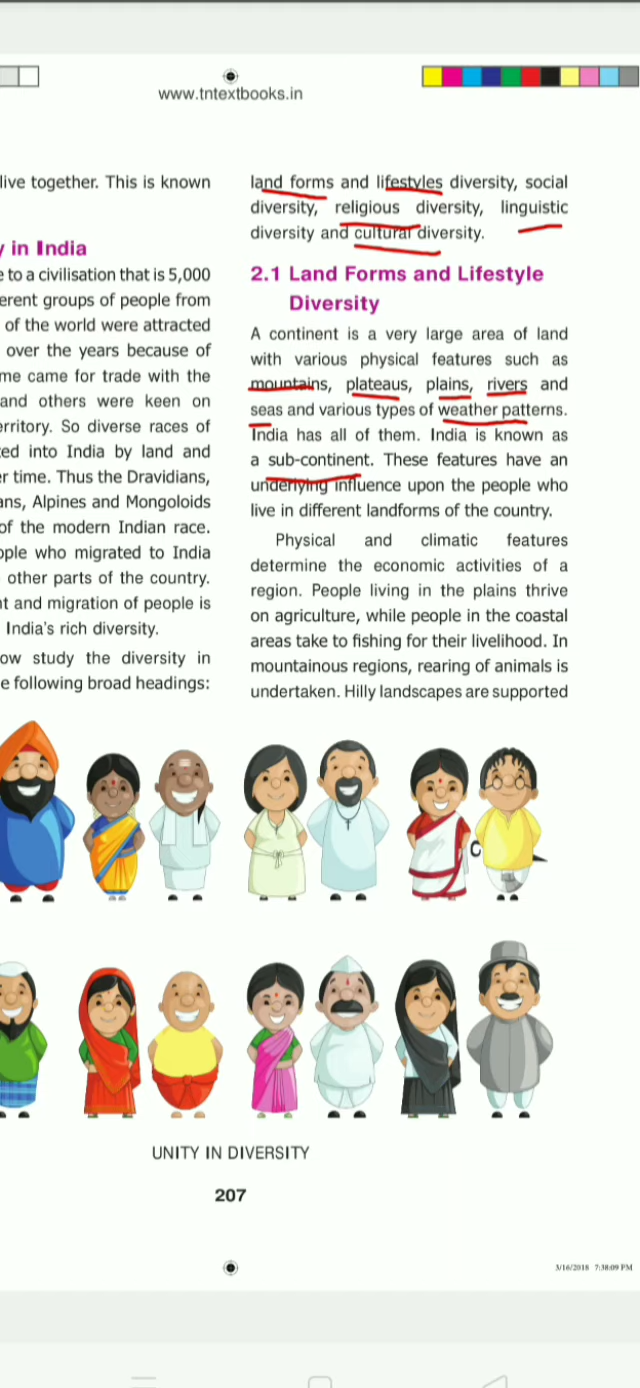 www.tntextbooks.in
live together. This is known
in India
to a civilisation that is 5,000
erent groups of people from
of the world were attracted
over the years because of
me came for trade with the
and others were keen on
erritory. So diverse races of
ted into India by land and
er time. Thus the Dravidians,
ans, Alpines and Mongoloids
of the modern Indian race.
ople who migrated to India
other parts of the country.
nt and migration of people is
India's rich diversity.
ow study the diversity in
e following broad headings:
land forms and lifestyles diversity, social
diversity, religious diversity, linguistic
diversity and cultural diversity.
2.1 Land Forms and Lifestyle
Diversity
A continent is a very large area of land
with various physical features such as
mountains, plateaus, plains, rivers and
seas and various types of weather patterns.
India has all of them. India is known as
a sub-continent. These features have an
underlying influence upon the people who
live in different landforms of the country.
Physical and climatic features
determine the economic activities of a
region. People living in the plains thrive
on agriculture, while people in the coastal
areas take to fishing for their livelihood. In
mountainous regions, rearing of animals is
undertaken. Hilly landscapes are supported
UNITY IN DIVERSITY
207
3/16/2018 7:38:09 PM